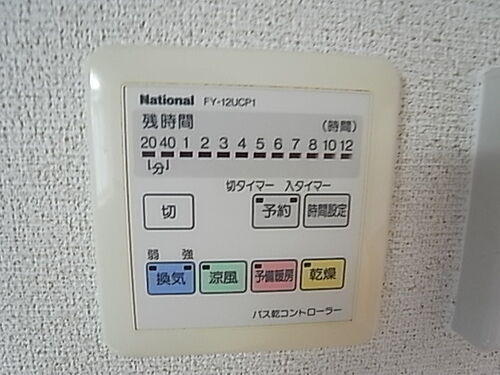 National FY-12UCP1
残時間 (時間)
20 40 1 2 3 4 5 6 7 8 10 12
分
切タイマー 入タイマー
切 予約 時間設定
弱 強
換気 涼風 予備暖房 乾燥
バス乾コントローラー